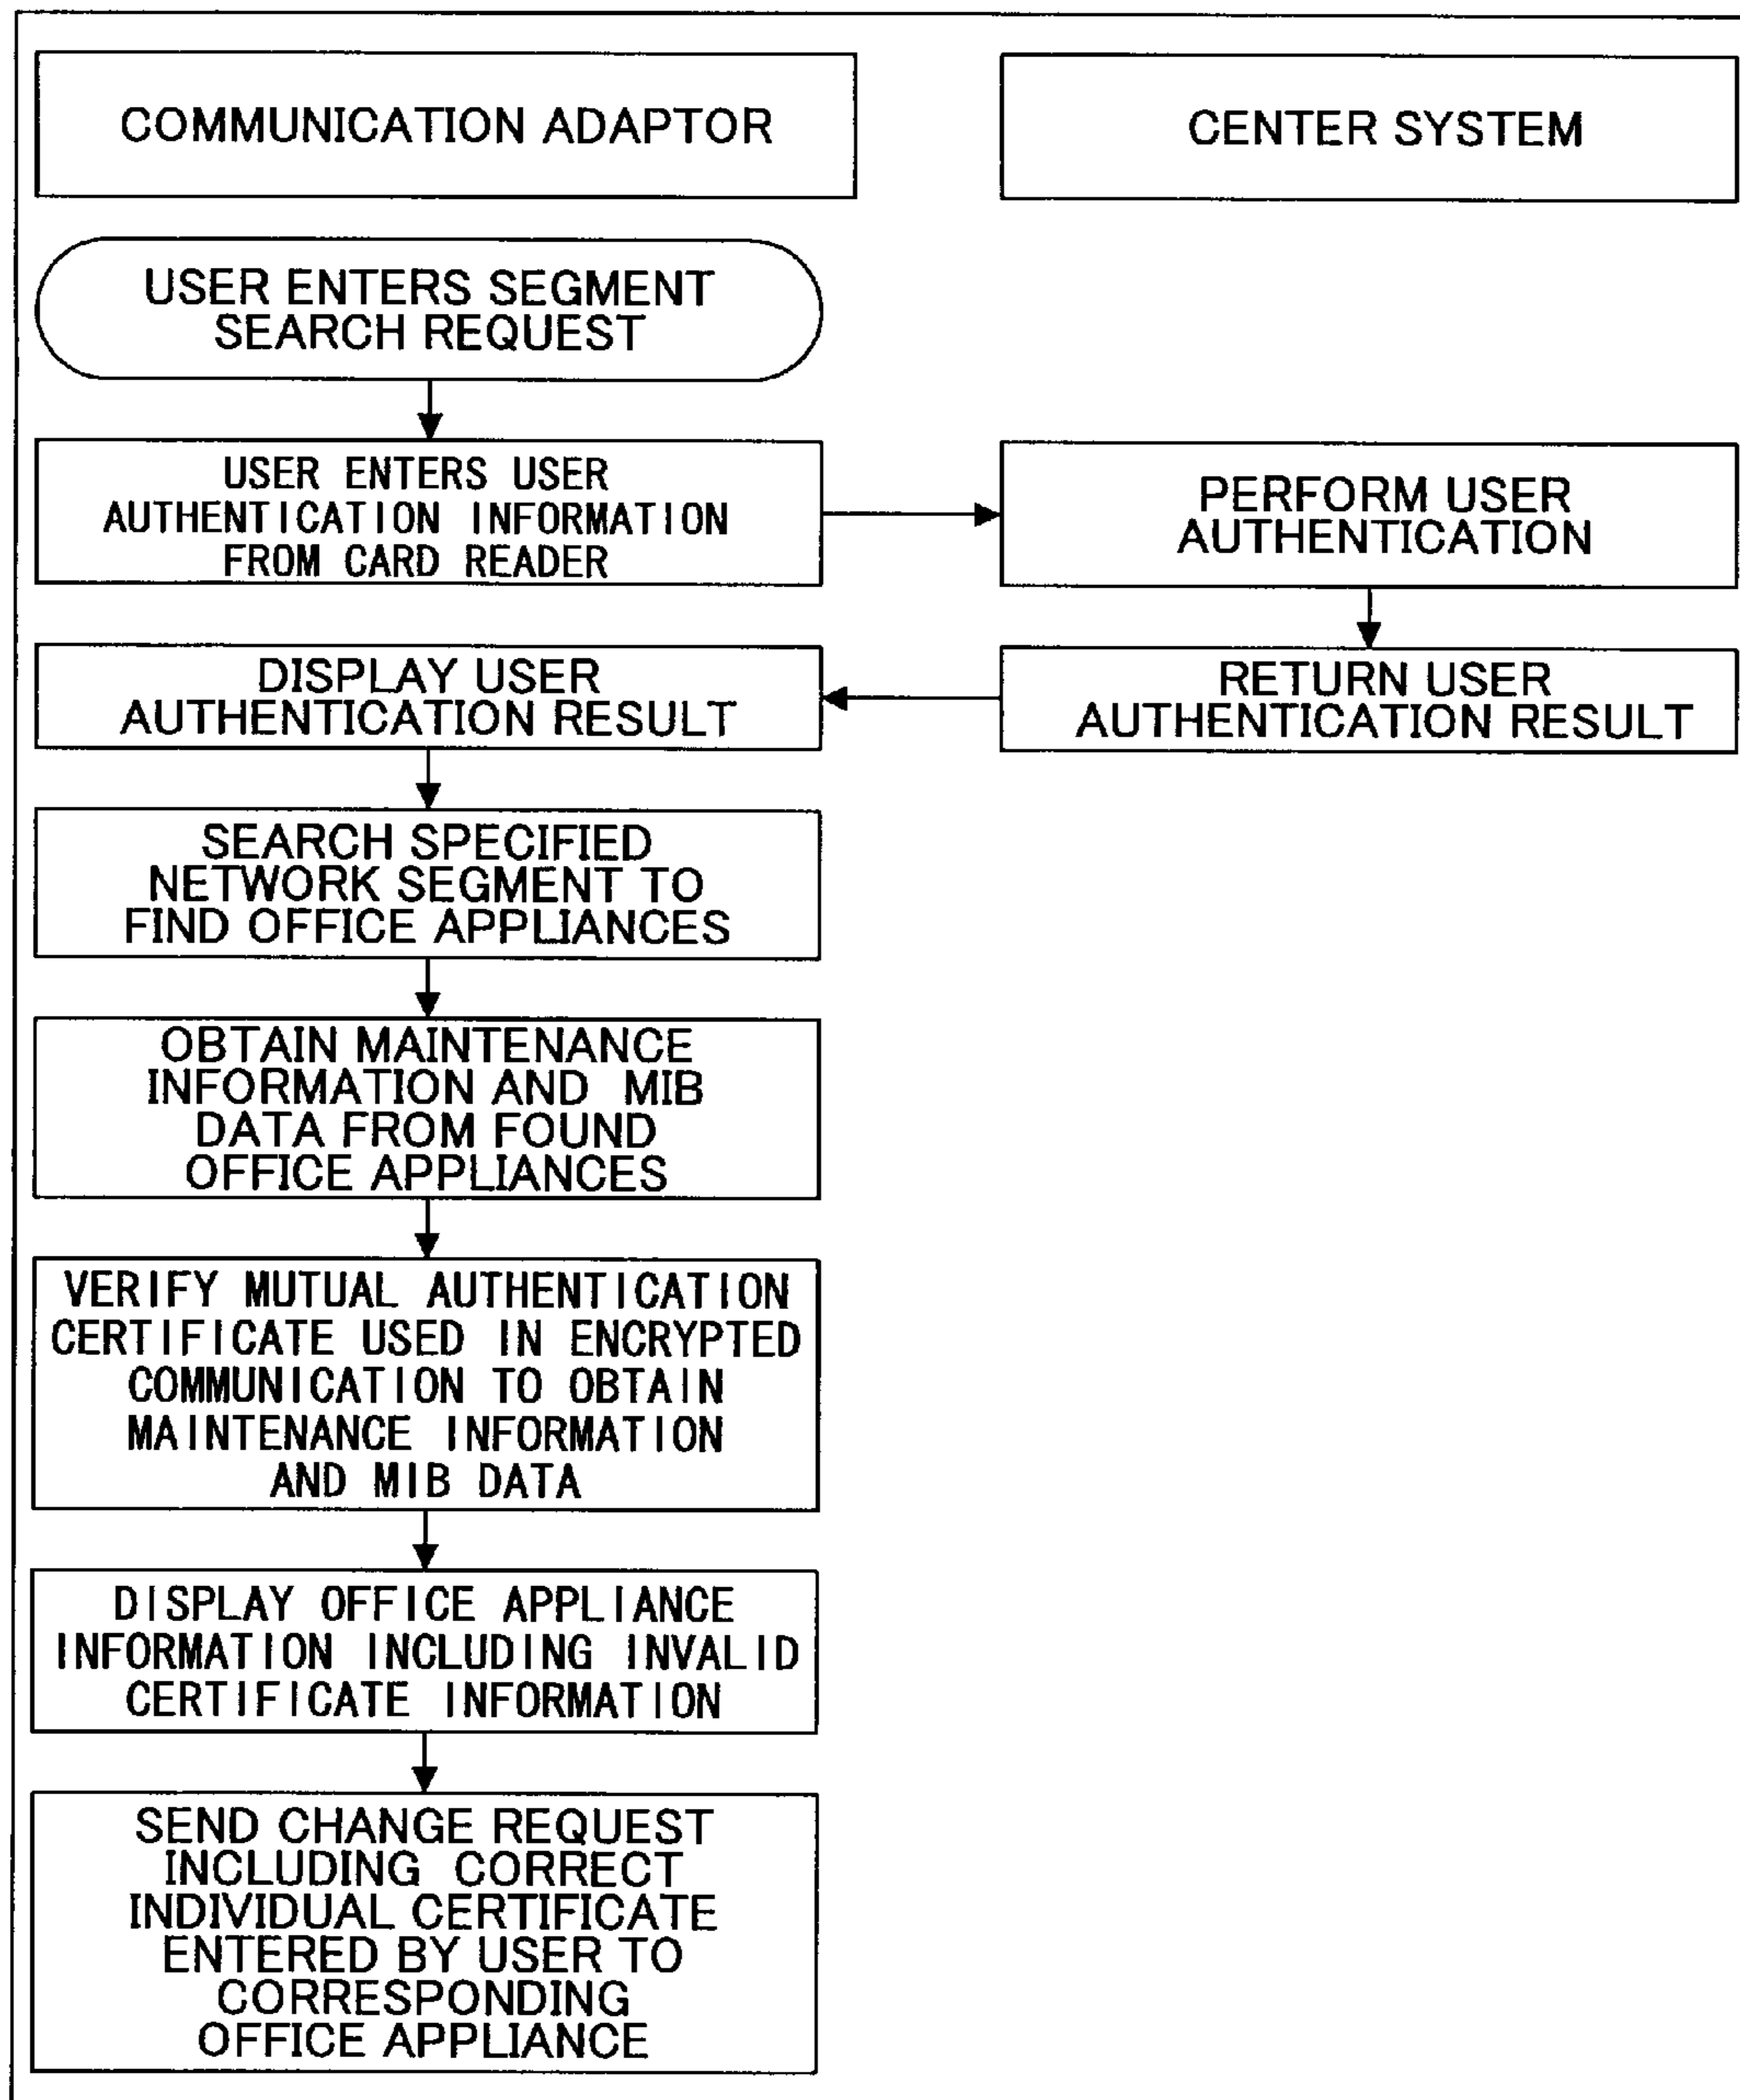 COMMUNICATION ADAPTOR
CENTER SYSTEM
USER ENTERS SEGMENT
SEARCH REQUEST
USER ENTERS USER
AUTHENTICATION INFORMATION
FROM CARD READER
PERFORM USER
AUTHENTICATION
DISPLAY USER
AUTHENTICATION RESULT
RETURN USER
AUTHENTICATION RESULT
SEARCH SPECIFIED
NETWORK SEGMENT TO
FIND OFFICE APPLIANCES
OBTAIN MAINTENANCE
INFORMATION AND MIB
DATA FROM FOUND
OFFICE APPLIANCES
VERIFY MUTUAL AUTHENTICATION
CERTIFICATE USED IN ENCRYPTED
COMMUNICATION TO OBTAIN
MAINTENANCE INFORMATION
AND MIB DATA
DISPLAY OFFICE APPLIANCE
INFORMATION INCLUDING INVALID
CERTIFICATE INFORMATION
SEND CHANGE REQUEST
INCLUDING CORRECT
INDIVIDUAL CERTIFICATE
ENTERED BY USER TO
CORRESPONDING
OFFICE APPLIANCE